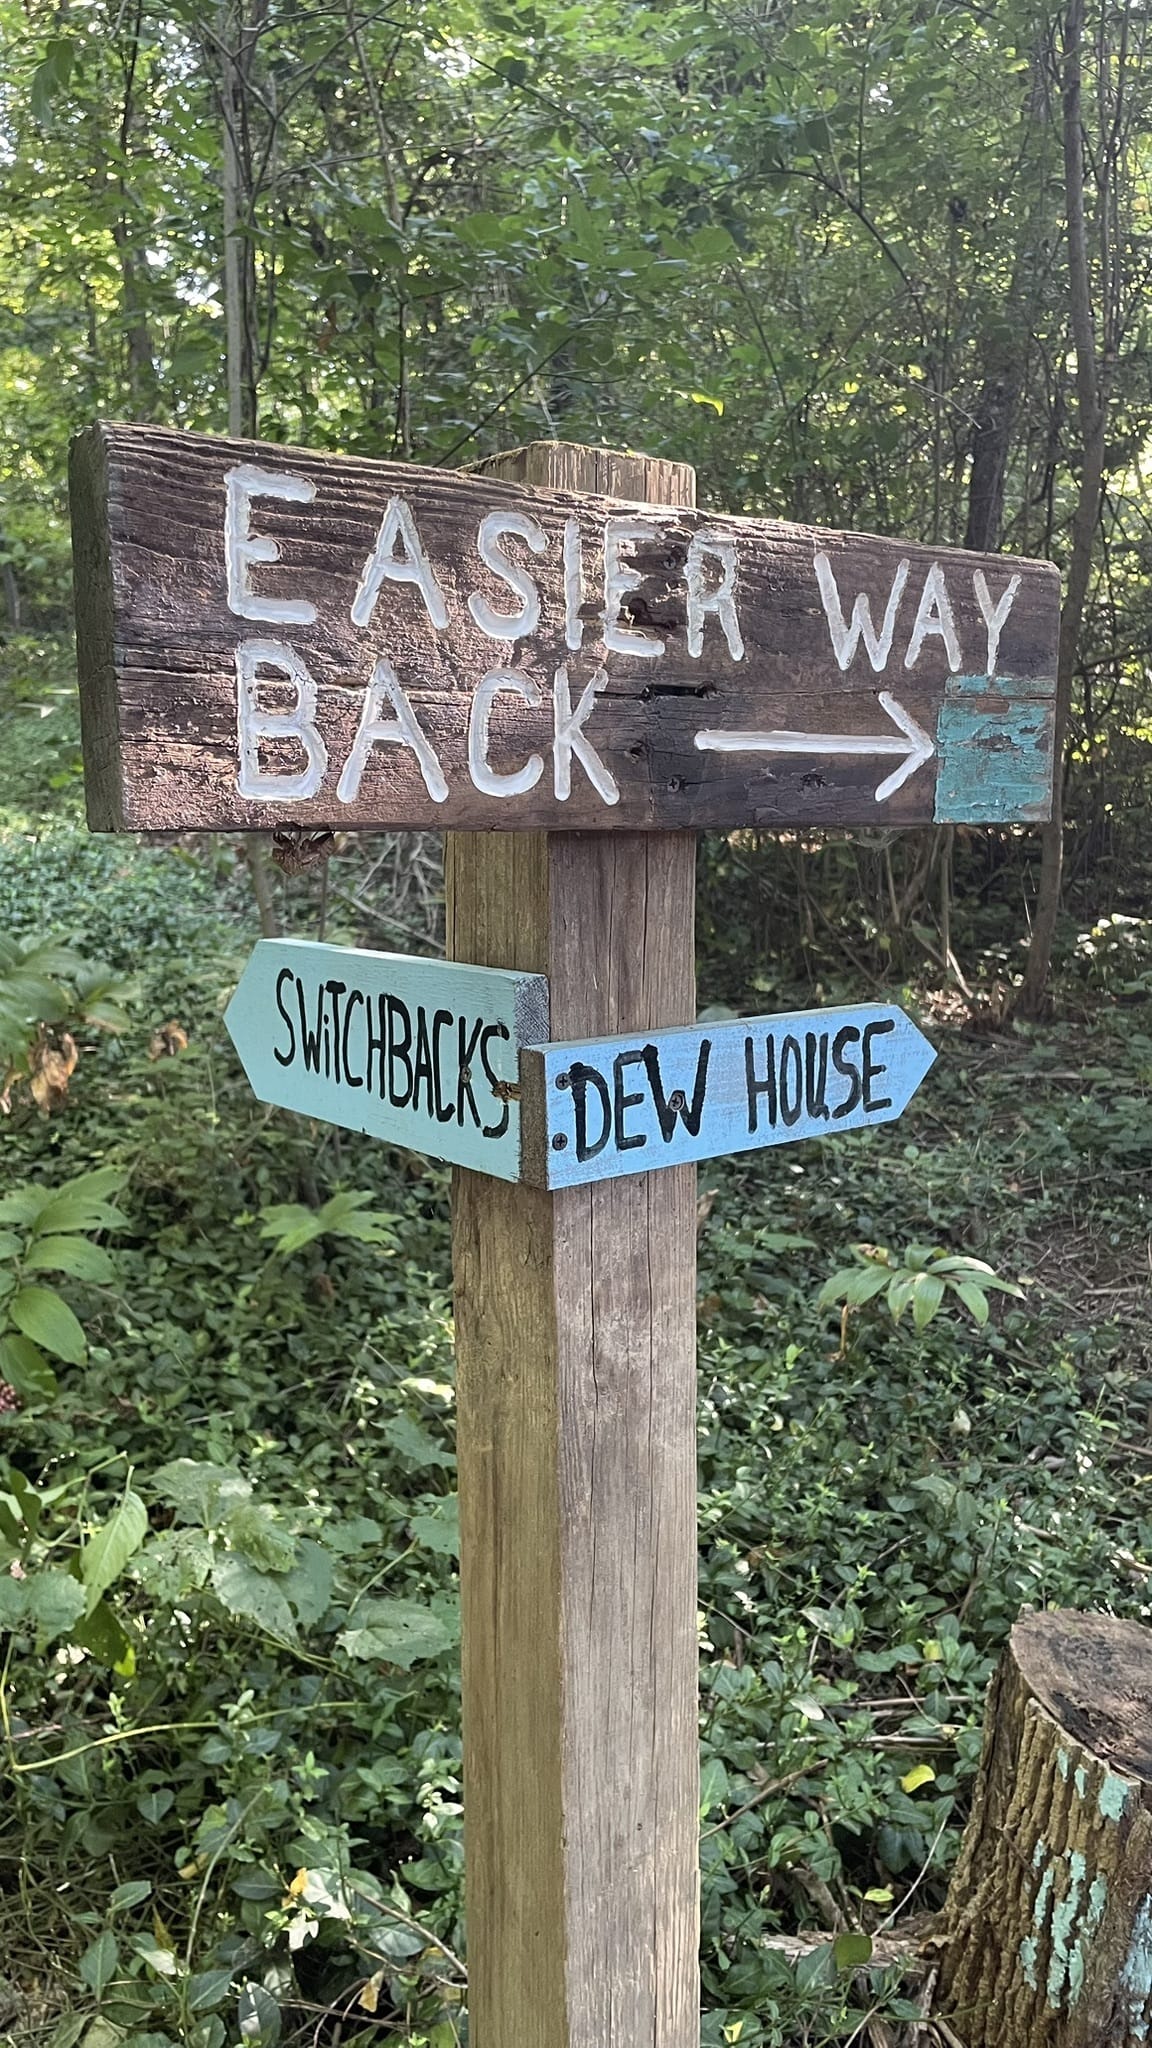 EASIER WAY
BACK →
SWiTCHBACKS
DEW HOUSE